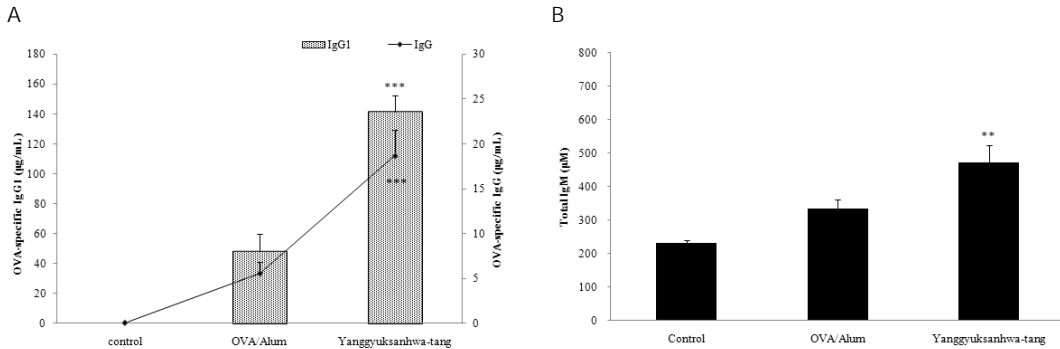 A
IgG1
IgG
OVA-specific IgG1 (μg/mL)
180
160
140
120
100
80
60
40
20
0
OVA-specific IgG (μg/mL)
30
25
20
15
10
5
0
***
***
control
OVA/Alum
Yanggyuksanhwa-tang
B
Total IgM (μM)
800
700
600
500
400
300
200
100
0
**
Control
OVA/Alum
Yanggyuksanhwa-tang